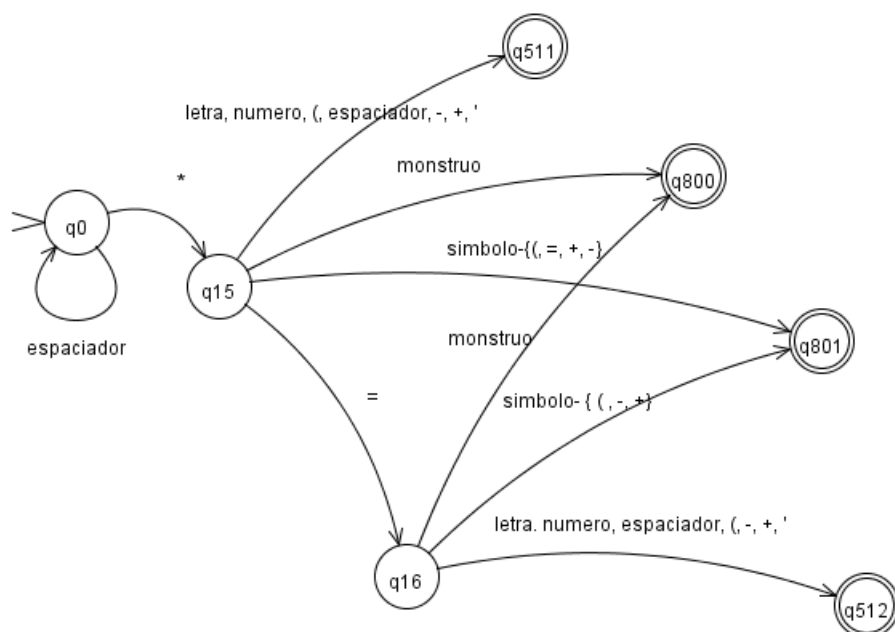 q511
letra, numero, (, espaciador, -, +, '
monstruo
q800
*
q0
simbolo-{(, =, +, -}
q15
espaciador
monstruo
q801
=
simbolo- { ( , -, +}
letra. numero, espaciador, (, -, +, '
q16
q512